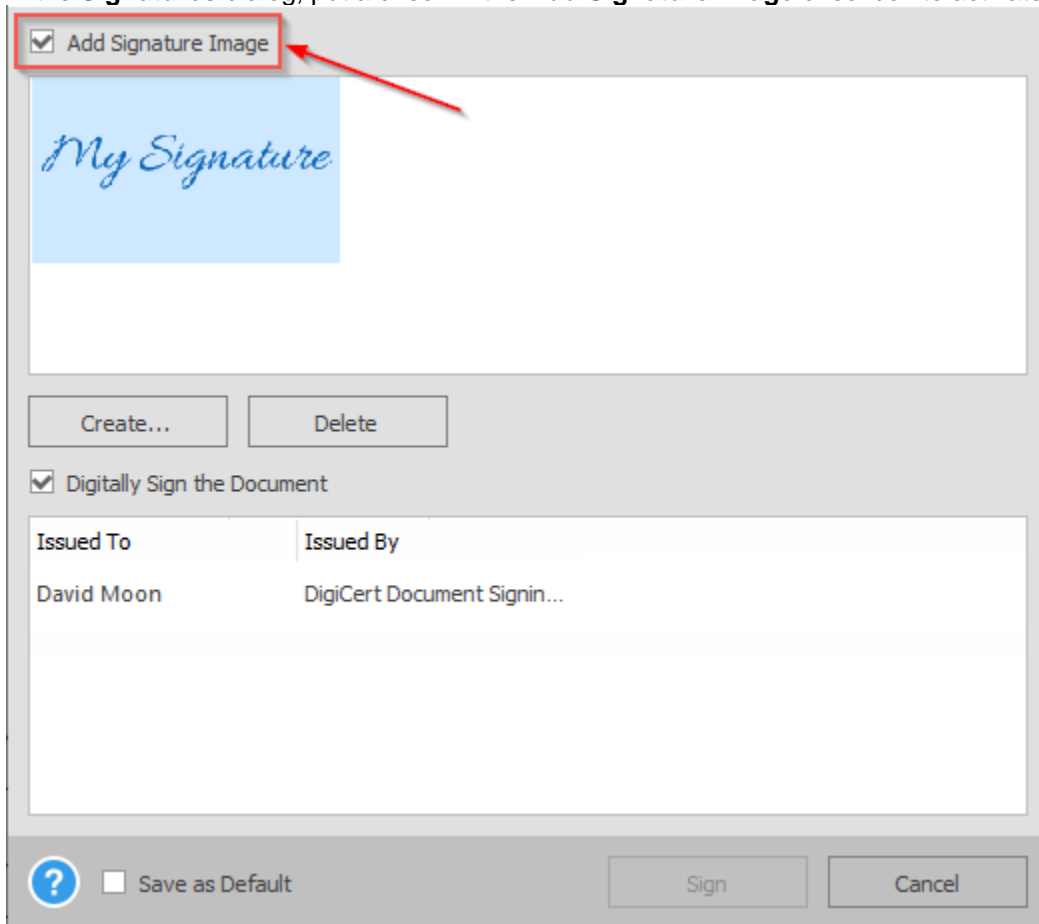 Add Signature Image
My Signature
Create... Delete
Digitally Sign the Document
Issued To Issued By
David Moon DigiCert Document Signin...
? Save as Default Sign Cancel